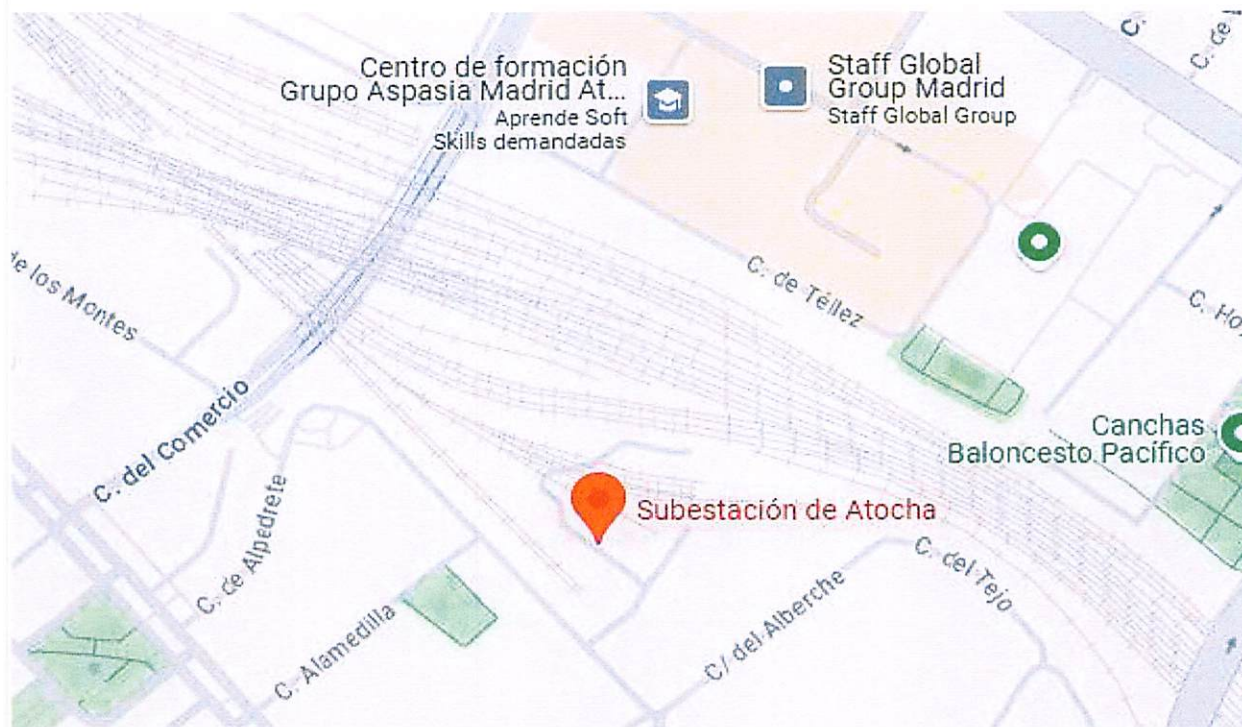 Centro de formación
Grupo Aspasia Madrid At...
Aprende Soft
Skills demandadas
Staff Global
Group Madrid
Staff Global Group
C.
C. de
de los Montes
C. de Téllez
C. Ho
C. del Comercio
Canchas
Baloncesto Pacífico
Subestación de Atocha
C. de Alpedrete
C. del Tejo
C/ del Alberche
C. Alamedilla